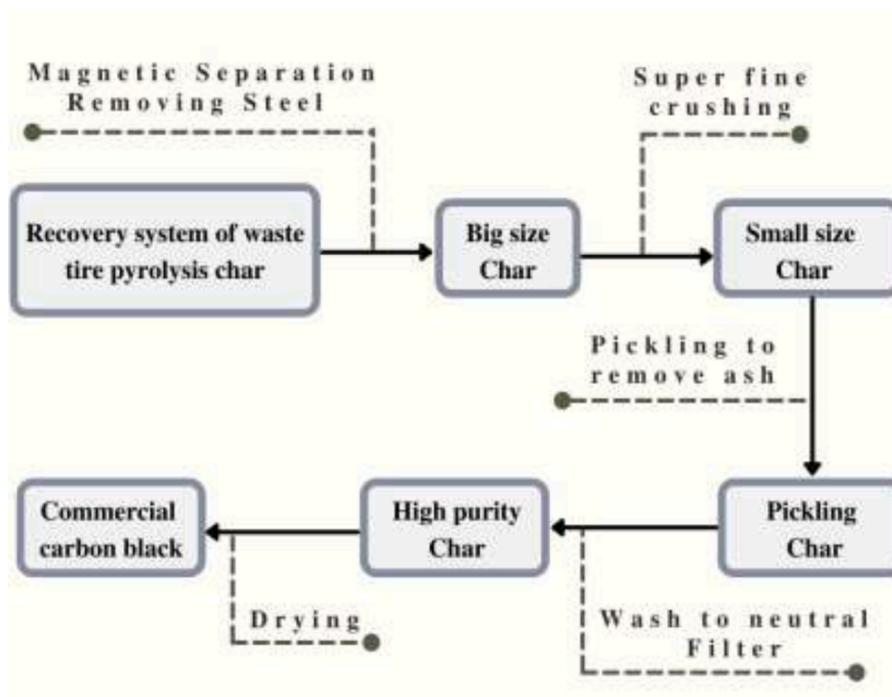 Magnetic Separation
Removing Steel
Super fine
crushing
Recovery system of waste
tire pyrolysis char
Big size
Char
Small size
Char
Pickling to
remove ash
Commercial
carbon black
High purity
Char
Pickling
Char
Drying
Wash to neutral
Filter